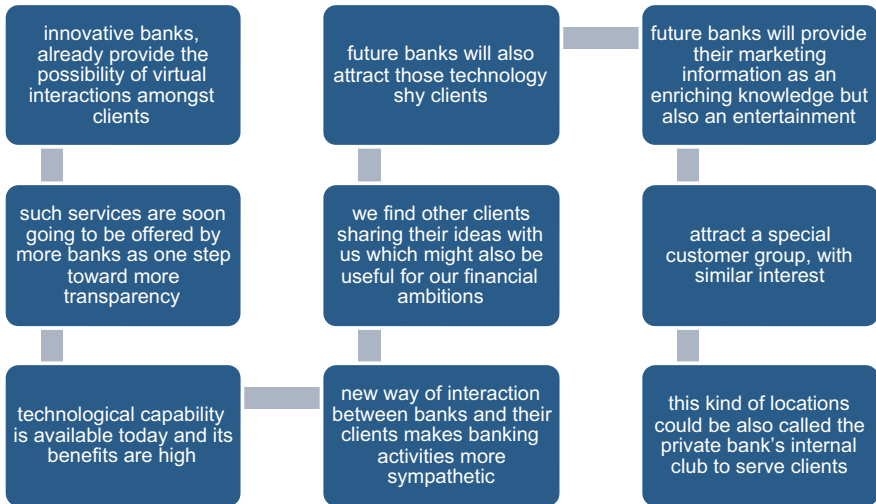 innovative banks,
already provide the
possibility of virtual
interactions amongst
clients
such services are soon
going to be offered by
more banks as one step
toward more
transparency
technological capability
is available today and its
benefits are high
new way of interaction
between banks and their
clients makes banking
activities more
sympathetic
we find other clients
sharing their ideas with
us which might also be
useful for our financial
ambitions
future banks will also
attract those technology
shy clients
future banks will provide
their marketing
information as an
enriching knowledge but
also an entertainment
attract a special
customer group, with
similar interest
this kind of locations
could be also called the
private bank's internal
club to serve clients